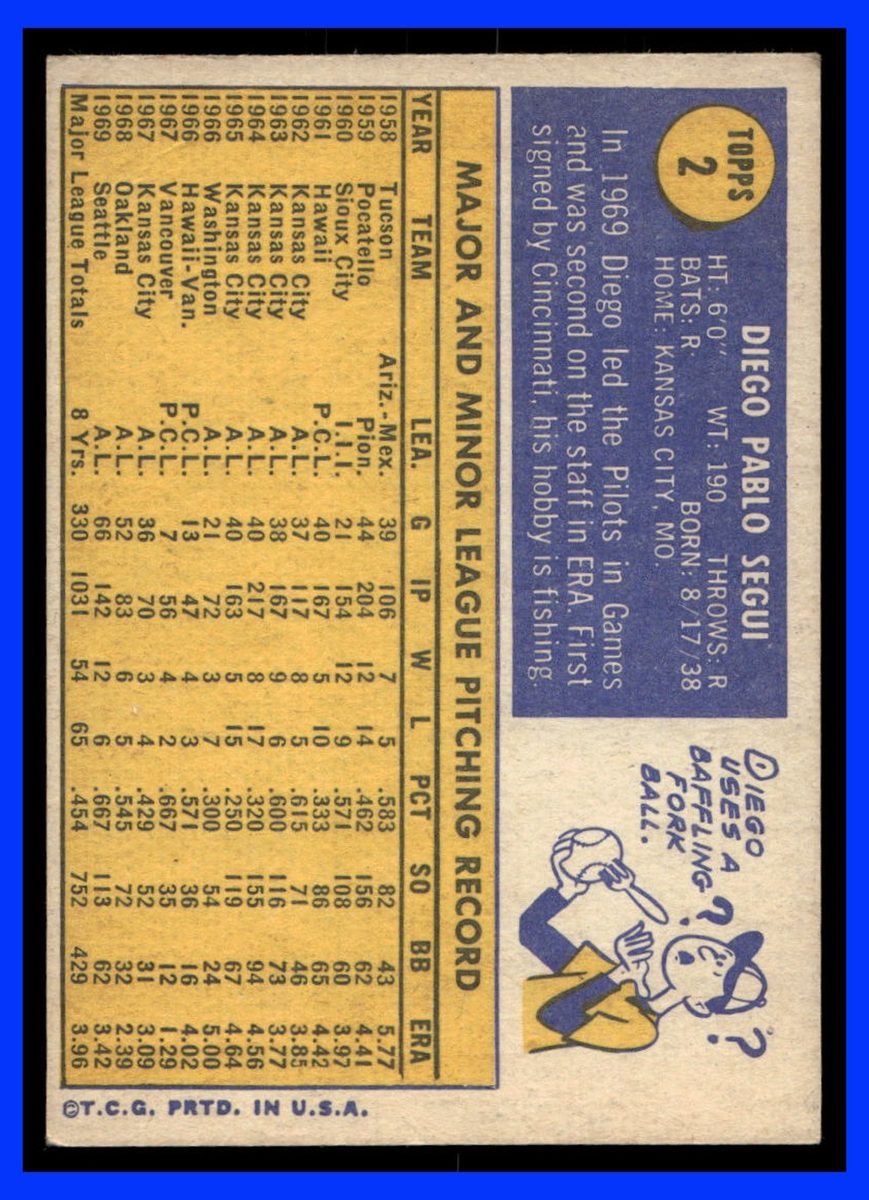 TOPPS
2
DIEGO PABLO SEGUI
HT: 6'0" WT: 190 THROWS: R
BATS: R BORN: 8/17/38
HOME: KANSAS CITY, MO.
In 1969 Diego led the Pilots in Games
and was second on the staff in ERA. First
signed by Cincinnati, his hobby is fishing.
DIEGO
USES A
BAFFLING
FORK
BALL.
? ?
MAJOR AND MINOR LEAGUE PITCHING RECORD
YEAR TEAM LEA. G IP W L PCT SO BB ERA
1958 Tucson Ariz.-Mex. 39 106 7 5 .583 82 43 5.77
1959 Pocatello Pion. 44 204 12 14 .462 156 62 4.41
1960 Sioux City I.I.I. 21 154 12 9 .571 108 60 3.97
1961 Hawaii P.C.L. 40 167 5 10 .333 86 65 4.42
1962 Kansas City A.L. 37 117 8 5 .615 71 46 3.85
1963 Kansas City A.L. 38 167 9 6 .600 116 73 3.77
1964 Kansas City A.L. 40 217 8 17 .320 155 94 4.56
1965 Kansas City A.L. 40 163 5 15 .250 119 67 4.64
1966 Washington A.L. 21 72 3 7 .300 54 24 5.00
1966 Hawaii-Van. P.C.L. 13 47 4 3 .571 36 16 4.02
1967 Vancouver P.C.L. 7 56 4 2 .667 35 12 1.29
1967 Kansas City A.L. 36 70 3 4 .429 52 31 3.09
1968 Oakland A.L. 52 83 6 5 .545 72 32 2.39
1969 Seattle A.L. 66 142 12 6 .667 113 62 3.42
Major League Totals 8 Yrs. 330 1031 54 65 .454 752 429 3.96
©T.C.G. PRTD. IN U.S.A.